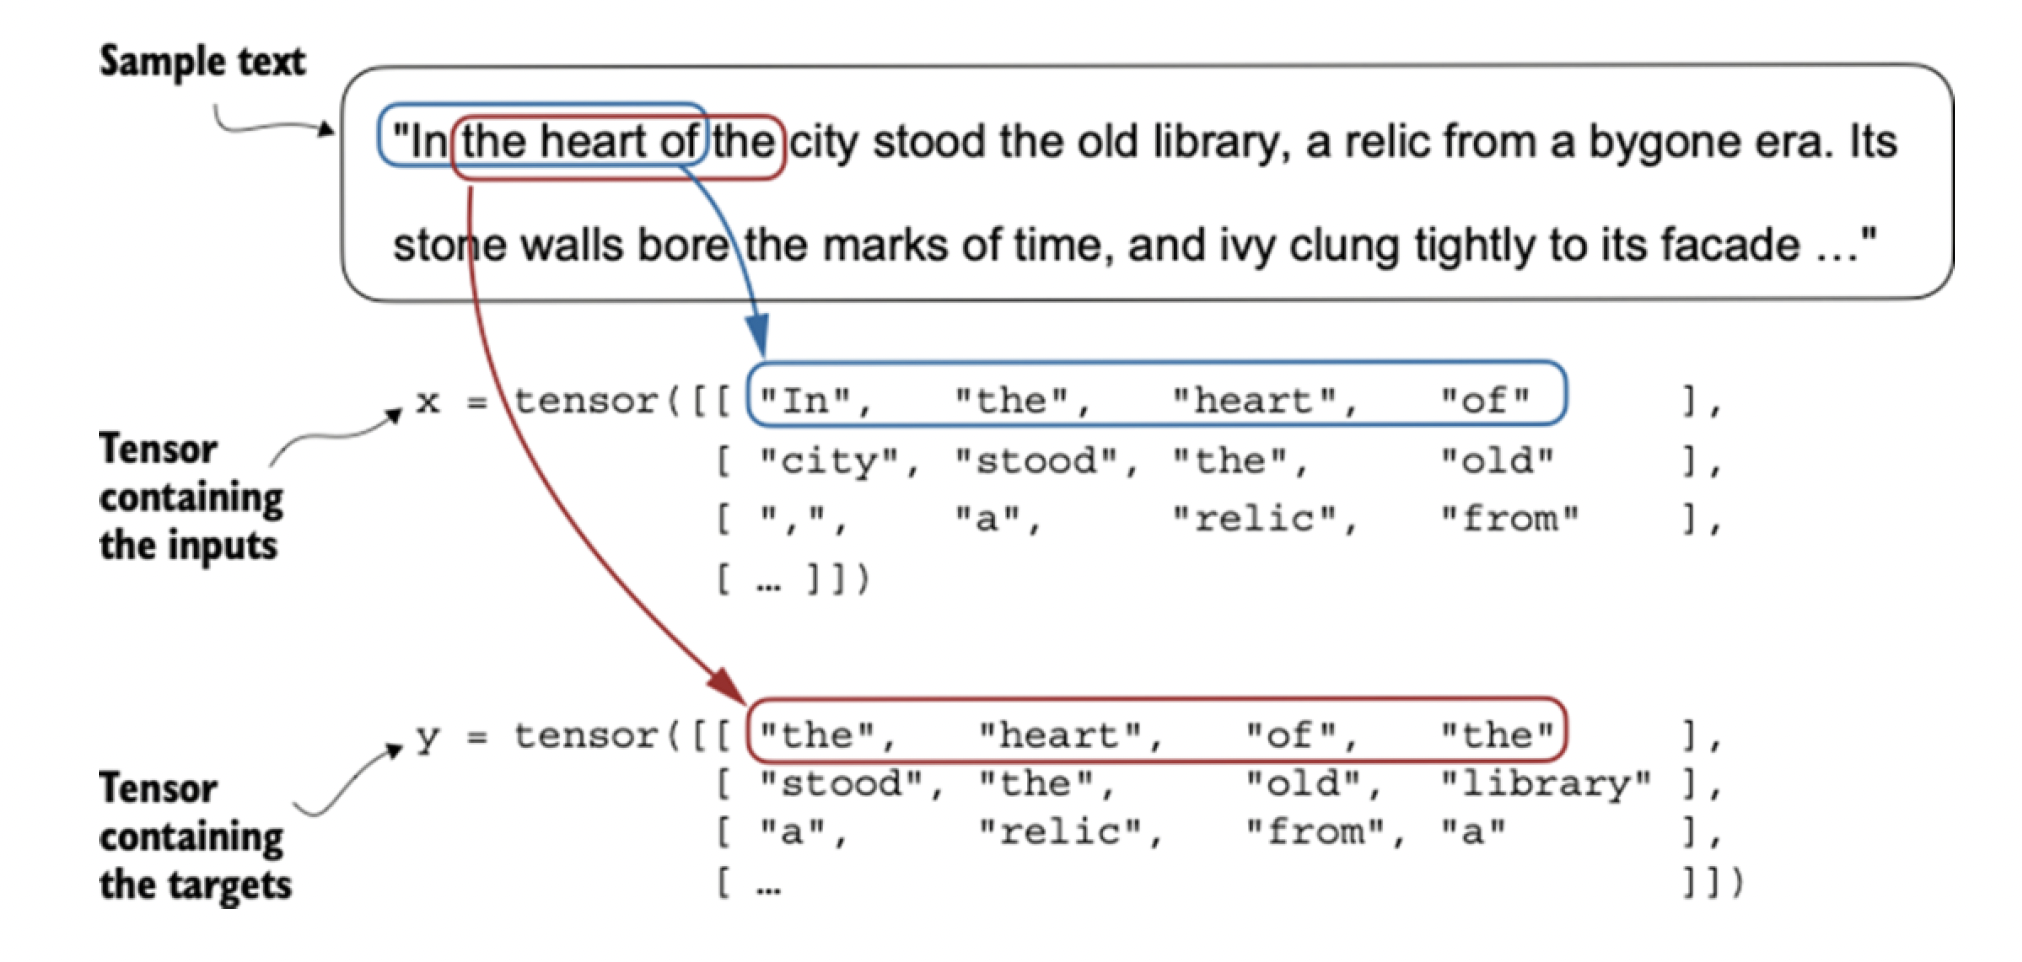 Sample text
"In the heart of the city stood the old library, a relic from a bygone era. Its
stone walls bore the marks of time, and ivy clung tightly to its facade …"
x = tensor([[ "In", "the", "heart", "of" ],
[ "city", "stood", "the", "old" ],
[ ",", "a", "relic", "from" ],
[ … ]])
Tensor
containing
the inputs
y = tensor([[ "the", "heart", "of", "the" ],
[ "stood", "the", "old", "library" ],
[ "a", "relic", "from", "a" ],
[ … ]])
Tensor
containing
the targets